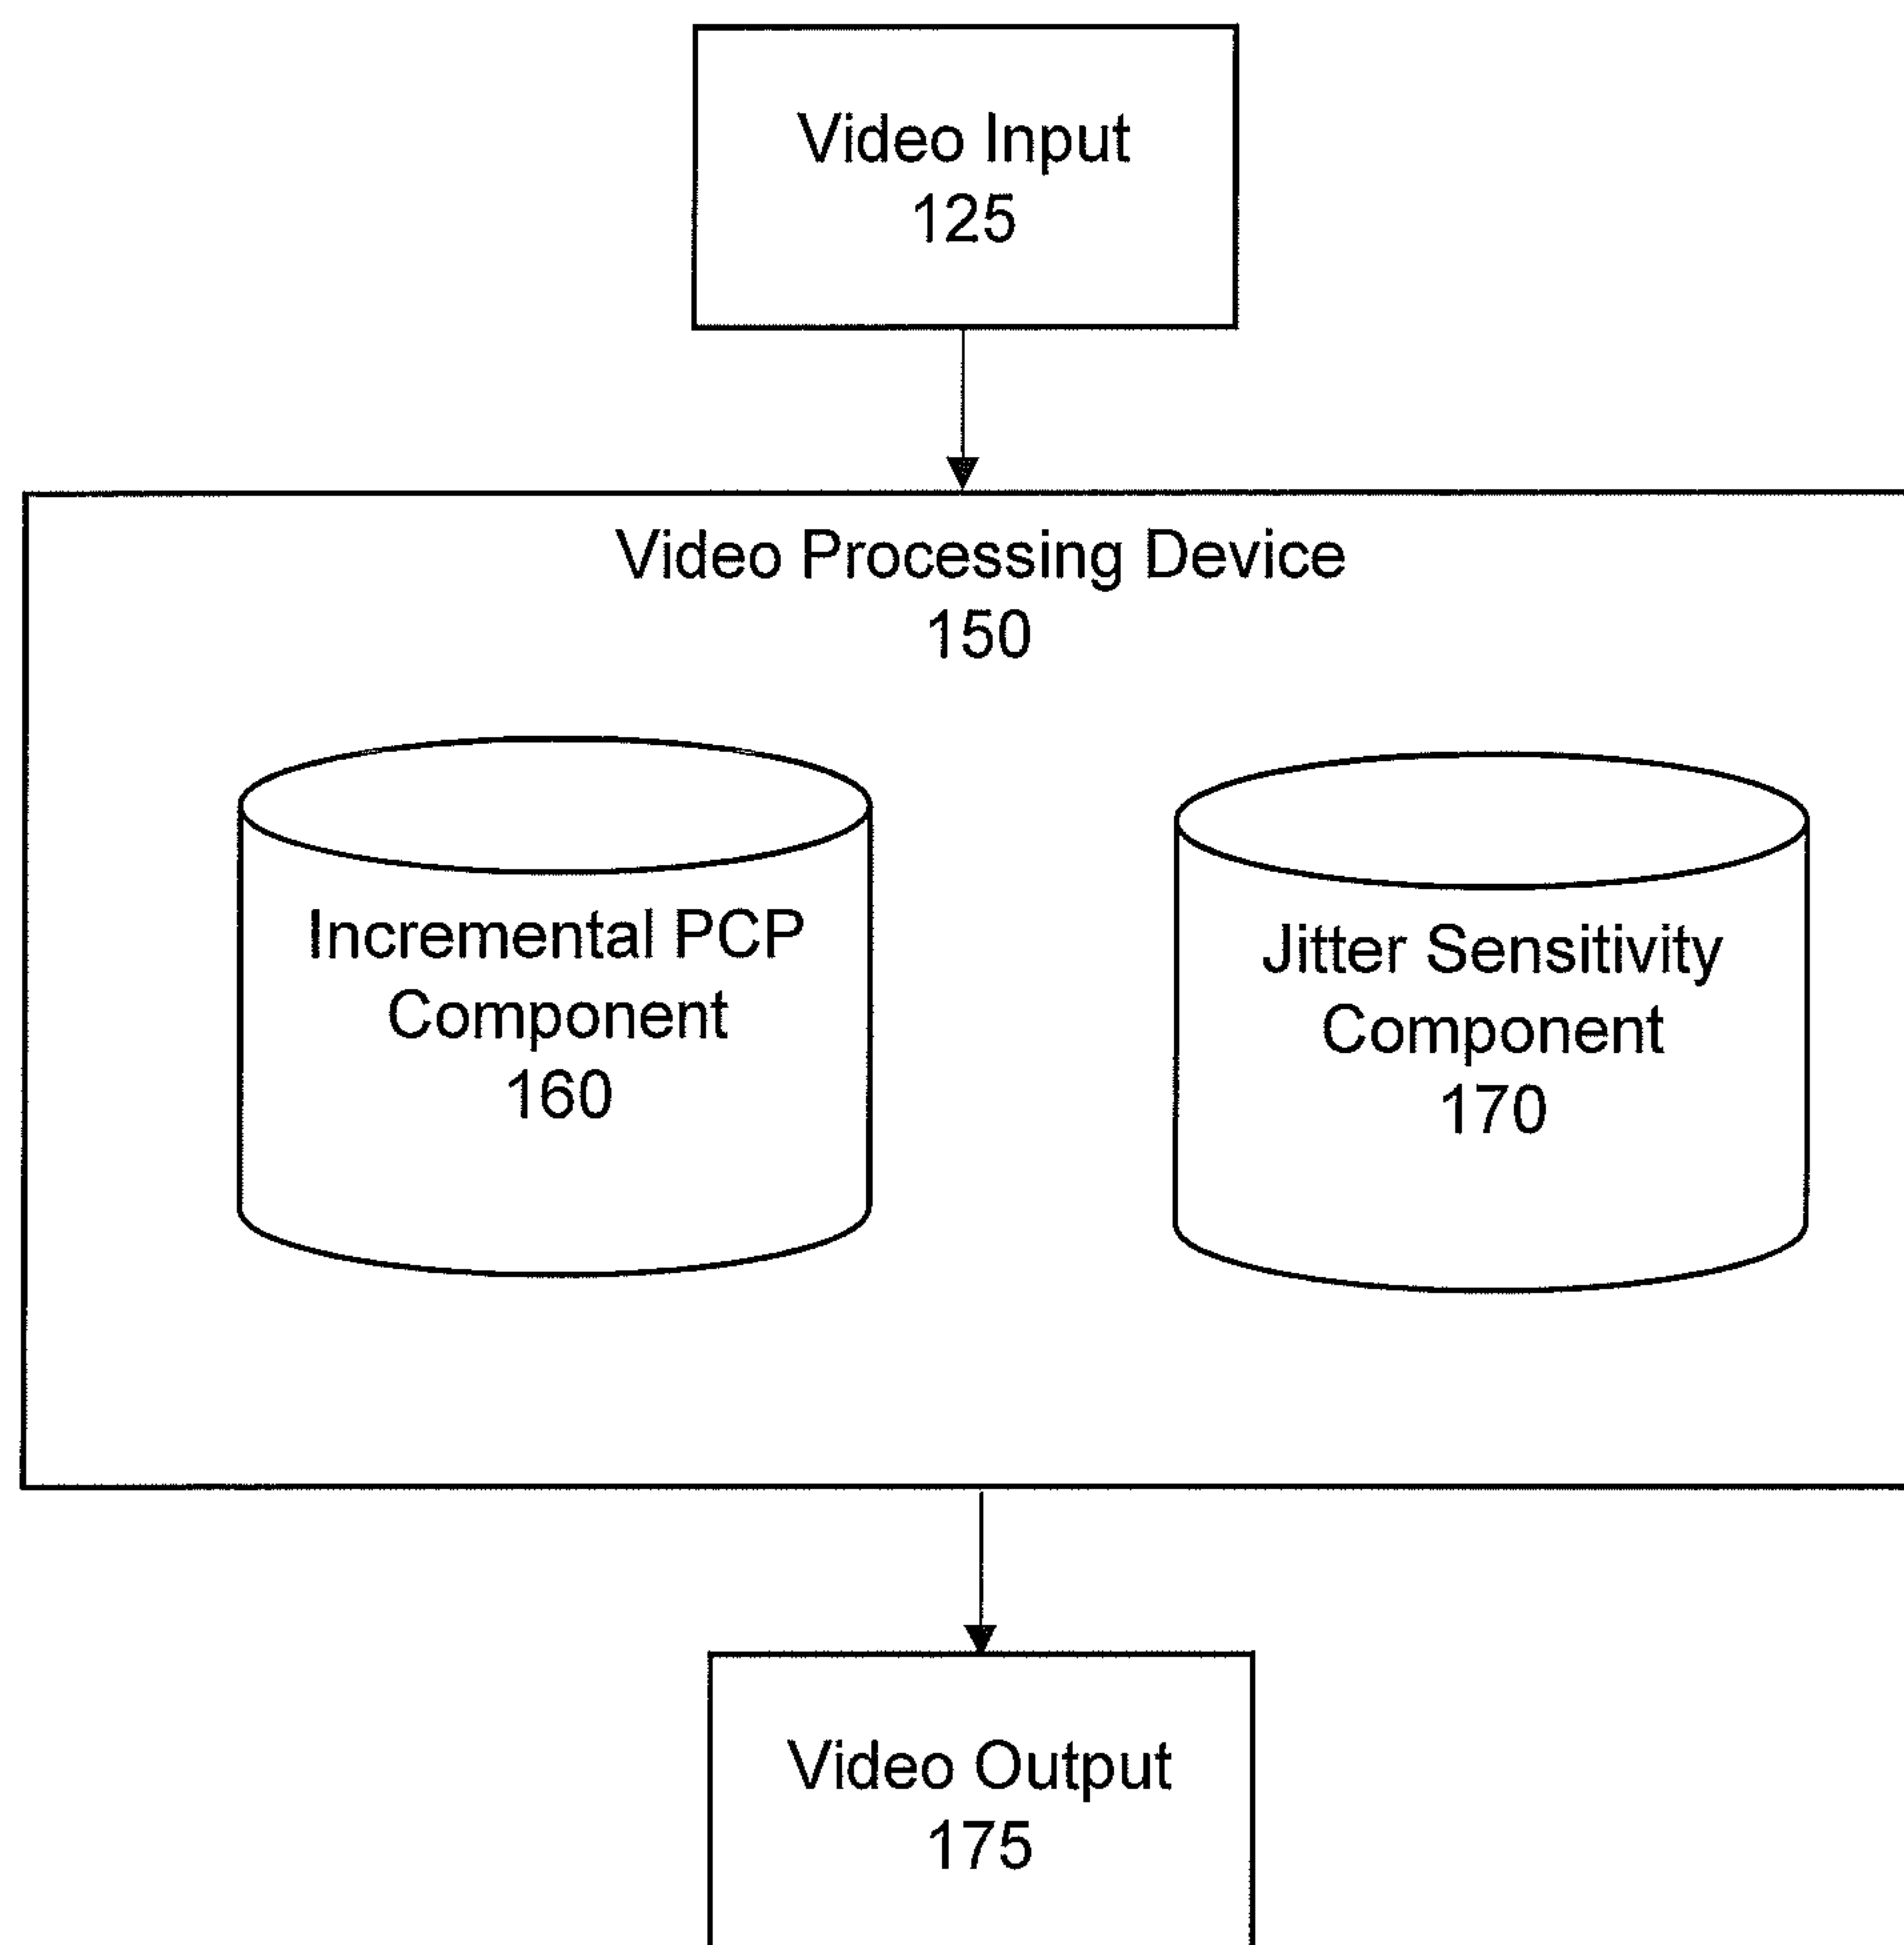 Video Input
125
Video Processing Device
150
Incremental PCP
Component
160
Jitter Sensitivity
Component
170
Video Output
175